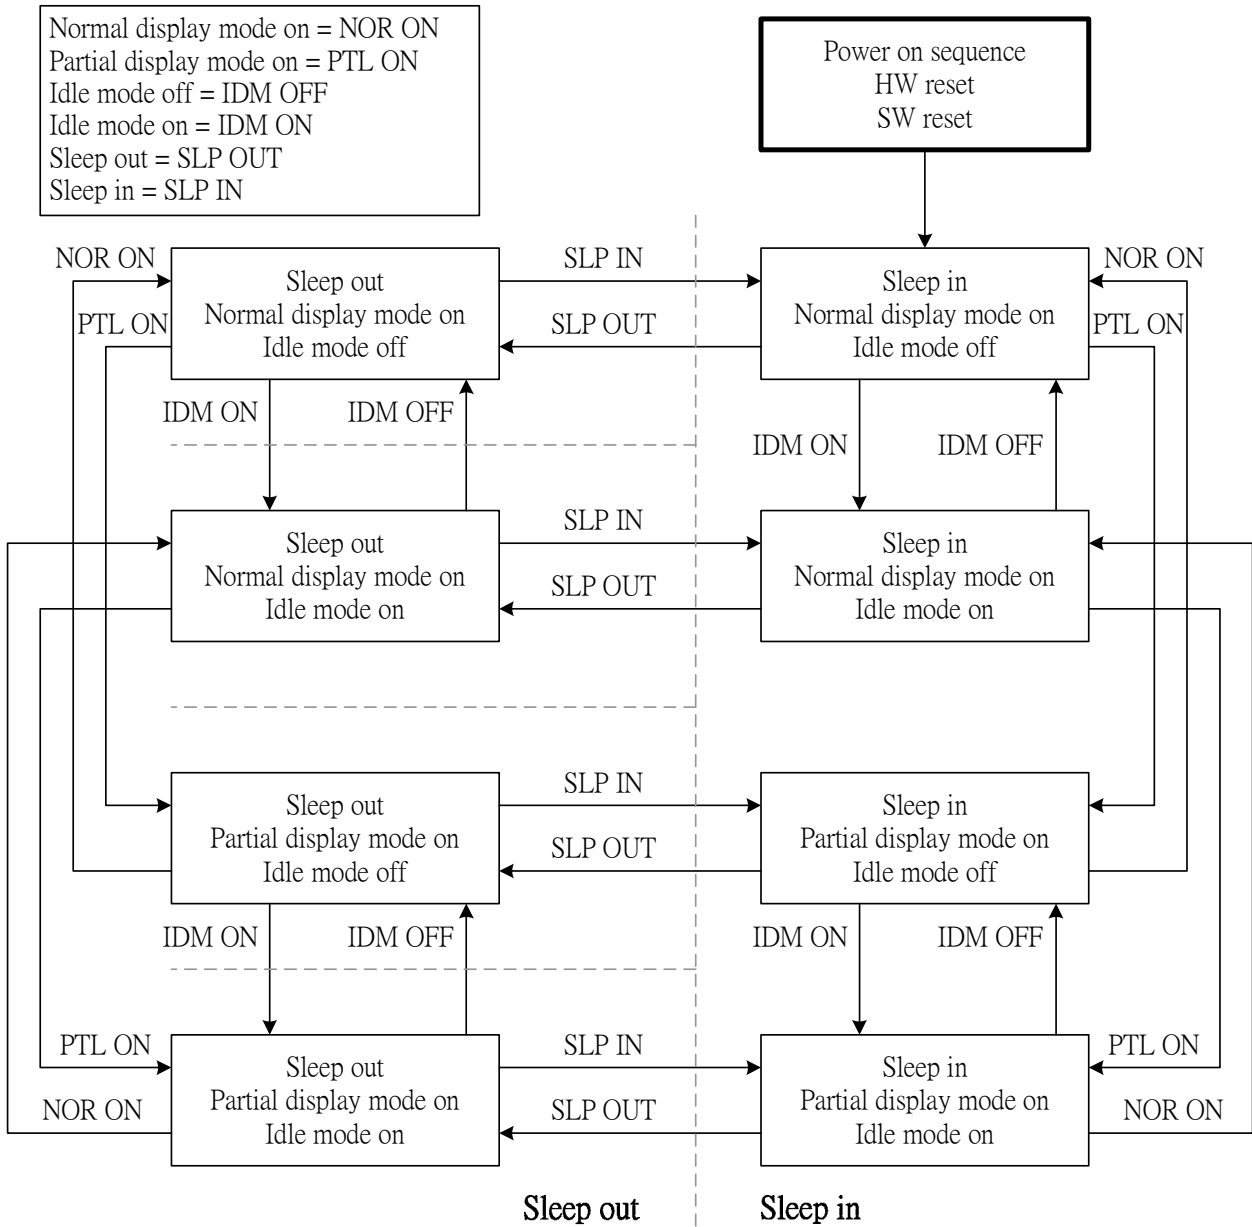 Normal display mode on = NOR ON
Partial display mode on = PTL ON
Idle mode off = IDM OFF
Idle mode on = IDM ON
Sleep out = SLP OUT
Sleep in = SLP IN
Power on sequence
HW reset
SW reset
NOR ON
PTL ON
Sleep out
Normal display mode on
Idle mode off
SLP IN
SLP OUT
Sleep in
Normal display mode on
Idle mode off
NOR ON
PTL ON
IDM ON
IDM OFF
IDM ON
IDM OFF
Sleep out
Normal display mode on
Idle mode on
SLP IN
SLP OUT
Sleep in
Normal display mode on
Idle mode on
Sleep out
Partial display mode on
Idle mode off
SLP IN
SLP OUT
Sleep in
Partial display mode on
Idle mode off
IDM ON
IDM OFF
IDM ON
IDM OFF
PTL ON
NOR ON
Sleep out
Partial display mode on
Idle mode on
SLP IN
SLP OUT
Sleep in
Partial display mode on
Idle mode on
PTL ON
NOR ON
Sleep out
Sleep in